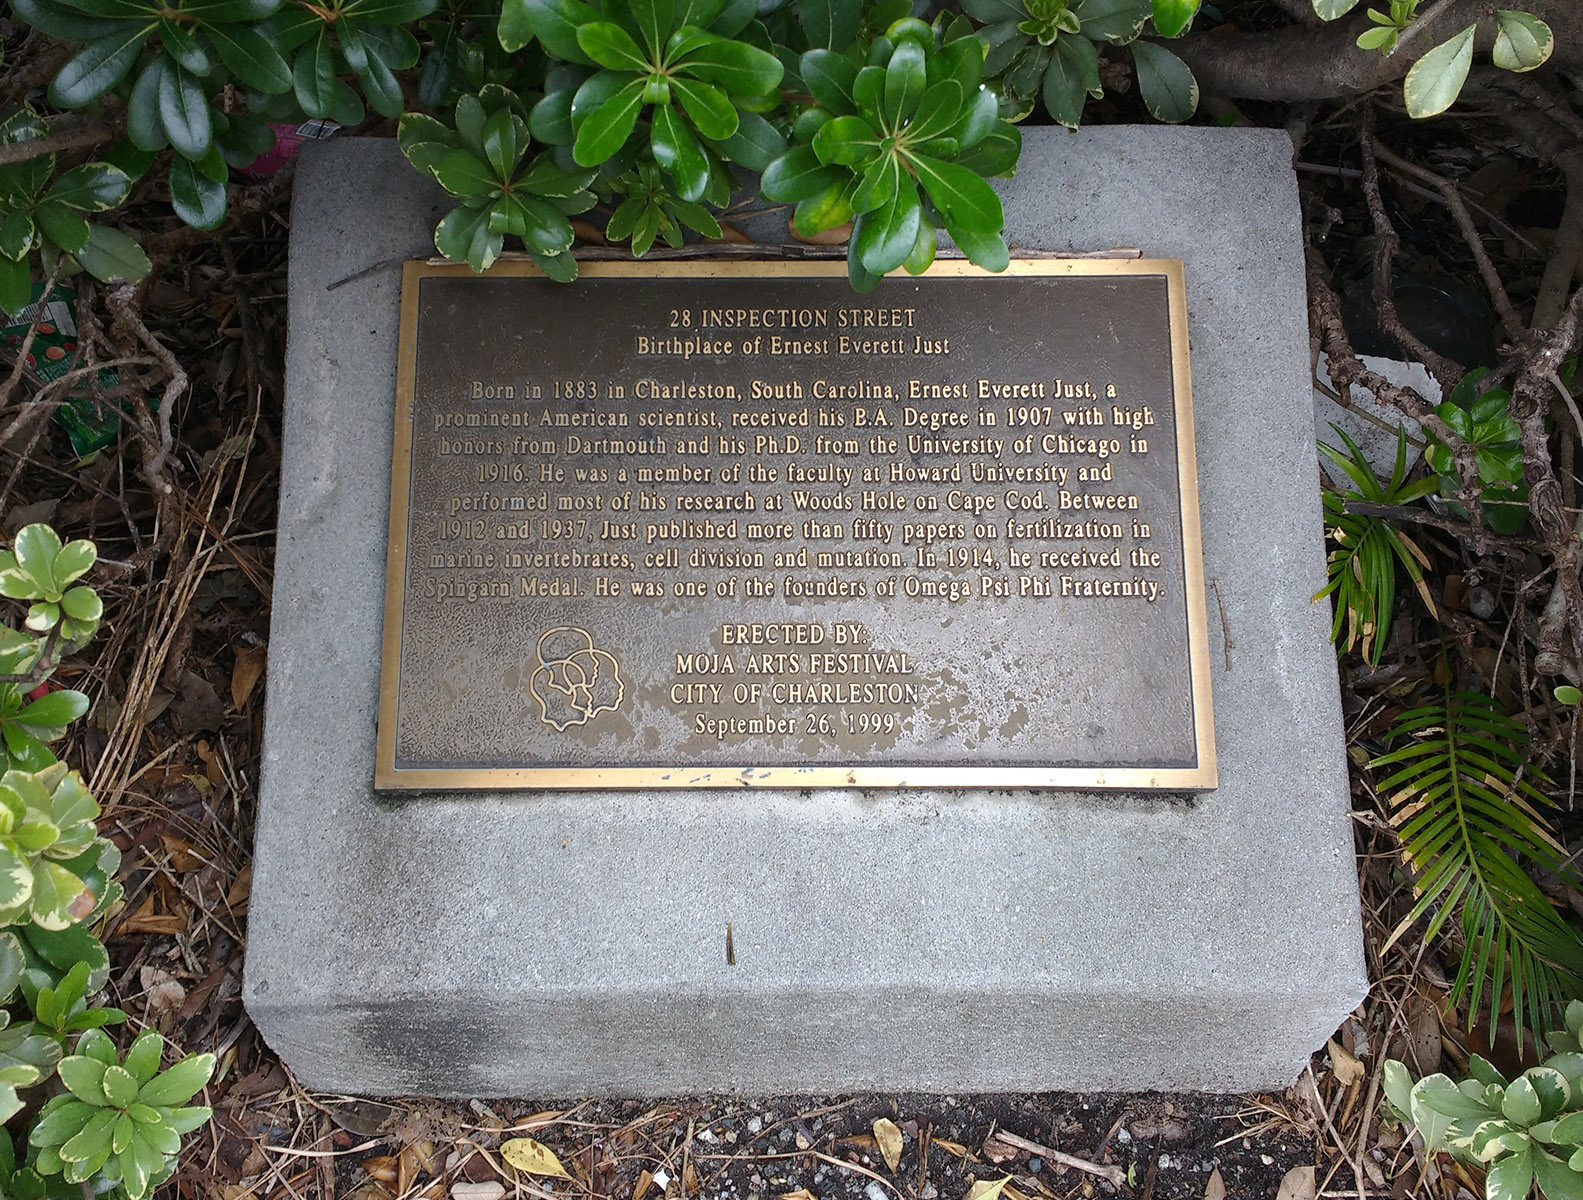 28 INSPECTION STREET
Birthplace of Ernest Everett Just
Born in 1883 in Charleston, South Carolina, Ernest Everett Just, a
prominent American scientist, received his B.A. Degree in 1907 with high
honors from Dartmouth and his Ph.D. from the University of Chicago in
1916. He was a member of the faculty at Howard University and
performed most of his research at Woods Hole on Cape Cod. Between
1912 and 1937, Just published more than fifty papers on fertilization in
marine invertebrates, cell division and mutation. In 1914, he received the
Spingarn Medal. He was one of the founders of Omega Psi Phi Fraternity.
ERECTED BY:
MOJA ARTS FESTIVAL
CITY OF CHARLESTON
September 26, 1999